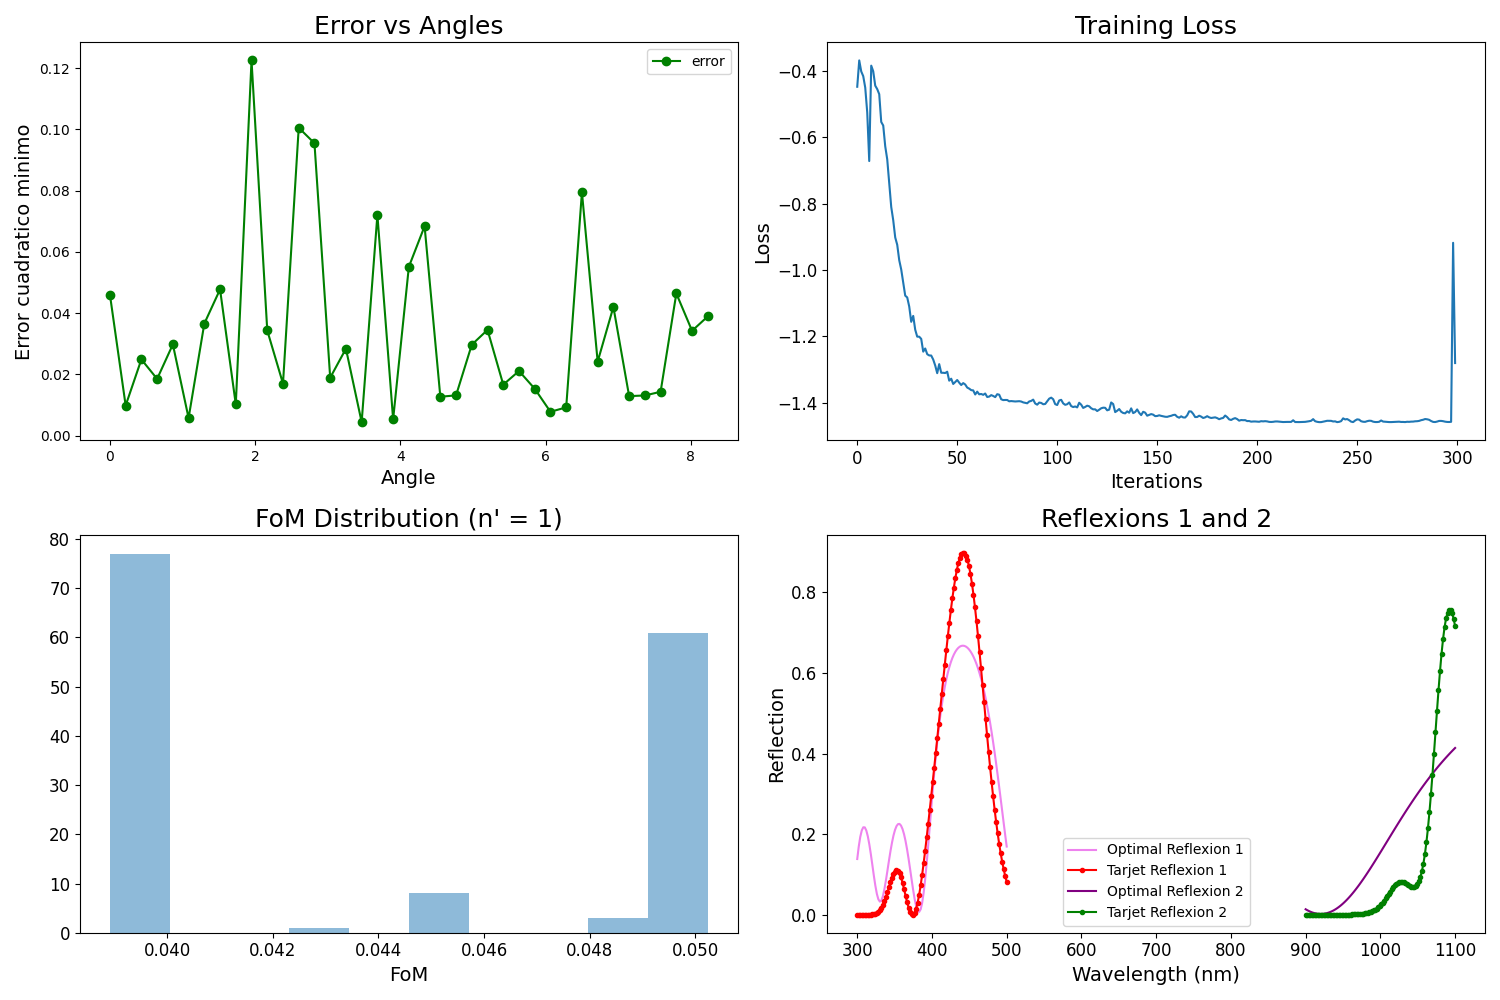 Error vs Angles
error
0.12
0.10
0.08
0.06
0.04
0.02
0.00
Error cuadratico minimo
0 2 4 6 8
Angle
Training Loss
−0.4
−0.6
−0.8
−1.0
−1.2
−1.4
Loss
0 50 100 150 200 250 300
Iterations
FoM Distribution (n' = 1)
80
70
60
50
40
30
20
10
0
0.040 0.042 0.044 0.046 0.048 0.050
FoM
Reflexions 1 and 2
0.8
0.6
0.4
0.2
0.0
Reflection
Optimal Reflexion 1
Tarjet Reflexion 1
Optimal Reflexion 2
Tarjet Reflexion 2
300 400 500 600 700 800 900 1000 1100
Wavelength (nm)